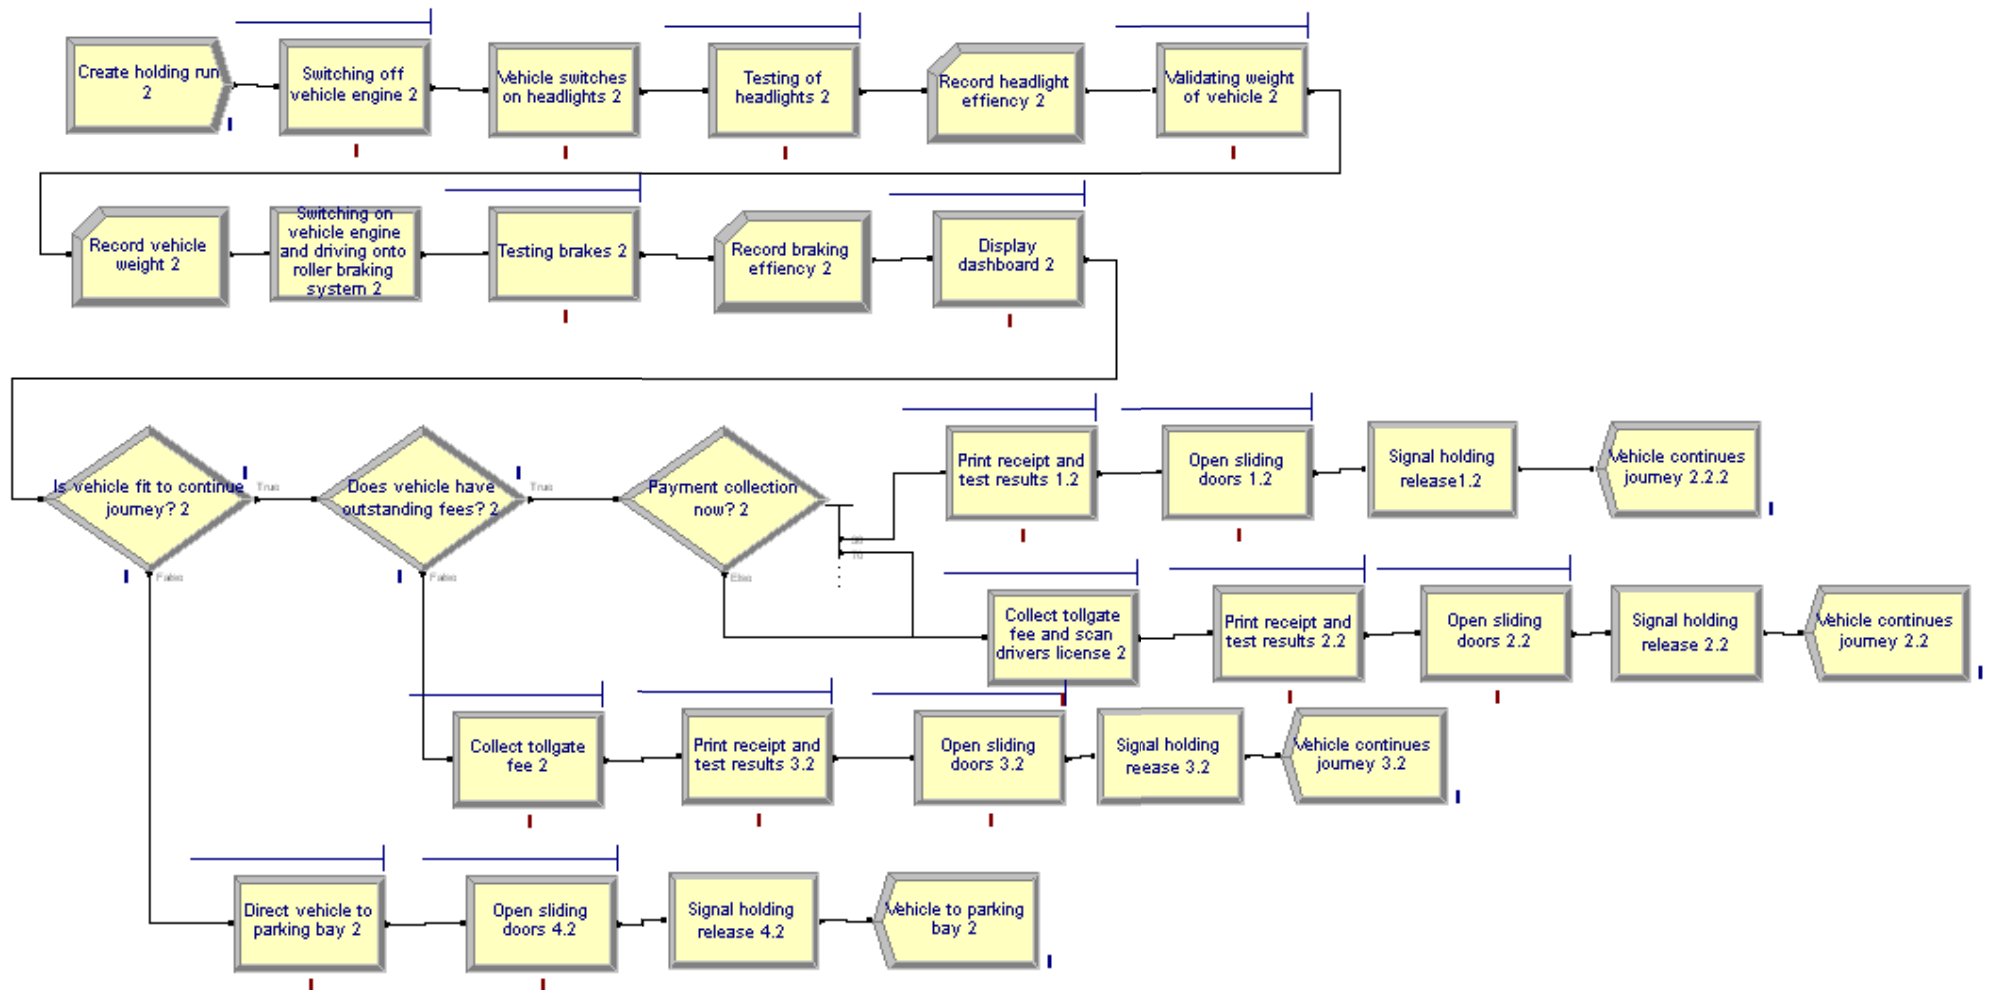 Create holding run
2
Switching off
vehicle engine 2
Vehicle switches
on headlights 2
Testing of
headlights 2
Record headlight
effiency 2
Validating weight
of vehicle 2
Record vehicle
weight 2
Switching on
vehicle engine
and driving onto
roller braking
system 2
Testing brakes 2
Record braking
effiency 2
Display
dashboard 2
Is vehicle fit to continue
journey? 2
True
False
Does vehicle have
outstanding fees? 2
True
False
Payment collection
now? 2
Else
Print receipt and
test results 1.2
Open sliding
doors 1.2
Signal holding
release1.2
Vehicle continues
journey 2.2.2
Collect tollgate
fee and scan
drivers license 2
Print receipt and
test results 2.2
Open sliding
doors 2.2
Signal holding
release 2.2
Vehicle continues
journey 2.2
Collect tollgate
fee 2
Print receipt and
test results 3.2
Open sliding
doors 3.2
Signal holding
reease 3.2
Vehicle continues
journey 3.2
Direct vehicle to
parking bay 2
Open sliding
doors 4.2
Signal holding
release 4.2
Vehicle to parking
bay 2